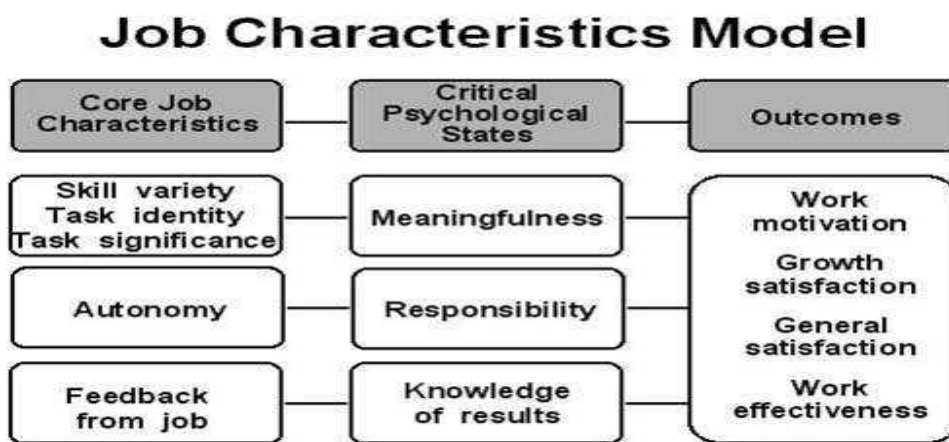 Job Characteristics Model
Core Job
Characteristics
Critical
Psychological
States
Outcomes
Skill variety
Task identity
Task significance
Meaningfulness
Autonomy
Responsibility
Feedback
from job
Knowledge
of results
Work
motivation
Growth
satisfaction
General
satisfaction
Work
effectiveness